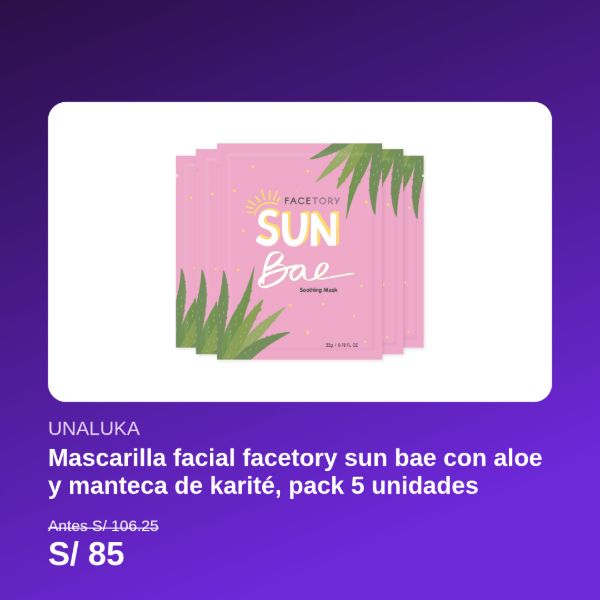 FACETORY
SUN
Bae
Soothing Mask
UNALUKA
Mascarilla facial facetory sun bae con aloe
y manteca de karité, pack 5 unidades
Antes S/ 106.25
S/ 85